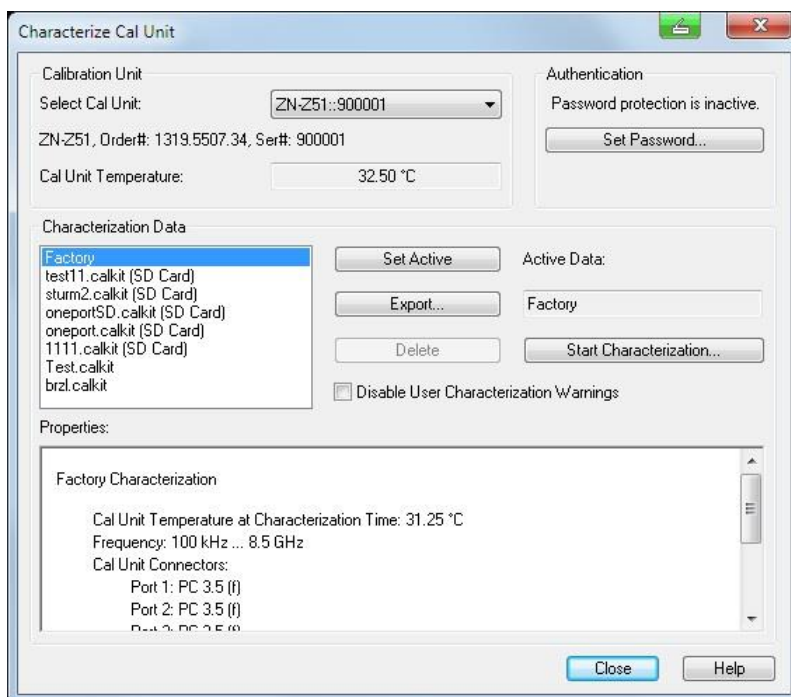 Characterize Cal Unit
Calibration Unit
Select Cal Unit:
ZN-Z51::900001
ZN-Z51, Order#: 1319.5507.34, Ser#: 900001
Cal Unit Temperature:
32.50 °C
Authentication
Password protection is inactive.
Set Password...
Characterization Data
Factory
test11.calkit (SD Card)
sturm2.calkit (SD Card)
oneportSD.calkit (SD Card)
oneport.calkit (SD Card)
1111.calkit (SD Card)
Test.calkit
brzl.calkit
Set Active
Export...
Delete
Active Data:
Factory
Start Characterization...
Disable User Characterization Warnings
Properties:
Factory Characterization
Cal Unit Temperature at Characterization Time: 31.25 °C
Frequency: 100 kHz ... 8.5 GHz
Cal Unit Connectors:
Port 1: PC 3.5 (f)
Port 2: PC 3.5 (f)
Port 3: PC 3.5 (f)
Close
Help